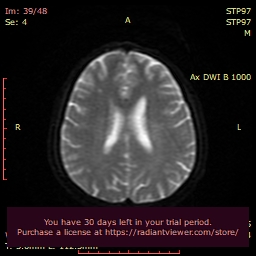 Im: 39/48
Se: 4
A
STP97
STP97
M
Ax DWI B 1000
R
L
You have 30 days left in your trial period.
Purchase a license at https://radiantviewer.com/store/